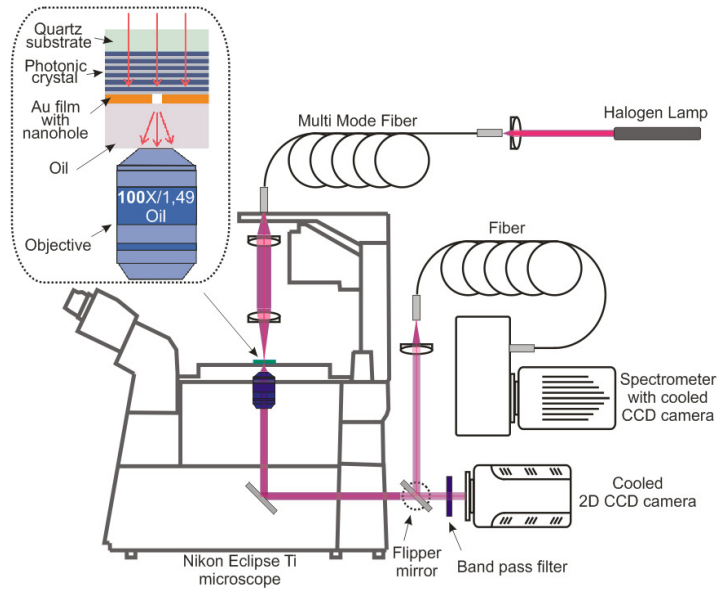 Quartz
substrate
Photonic
crystal
Au film
with
nanohole
Oil
100X/1,49
Oil
Objective
Multi Mode Fiber
Halogen Lamp
Fiber
Spectrometer
with cooled
CCD camera
Cooled
2D CCD camera
Nikon Eclipse Ti
microscope
Flipper
mirror
Band pass filter